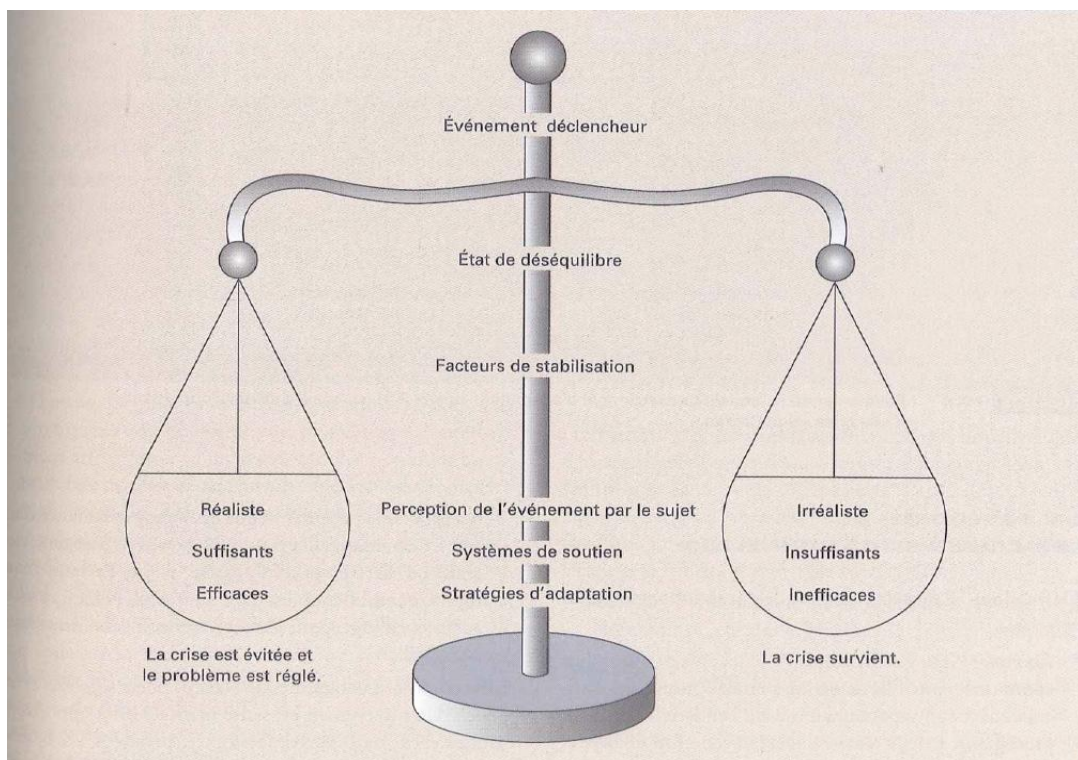 Événement déclencheur
État de déséquilibre
Facteurs de stabilisation
Réaliste
Perception de l'événement par le sujet
Irréaliste
Suffisants
Systèmes de soutien
Insuffisants
Efficaces
Stratégies d'adaptation
Inefficaces
La crise est évitée et
le problème est réglé.
La crise survient.